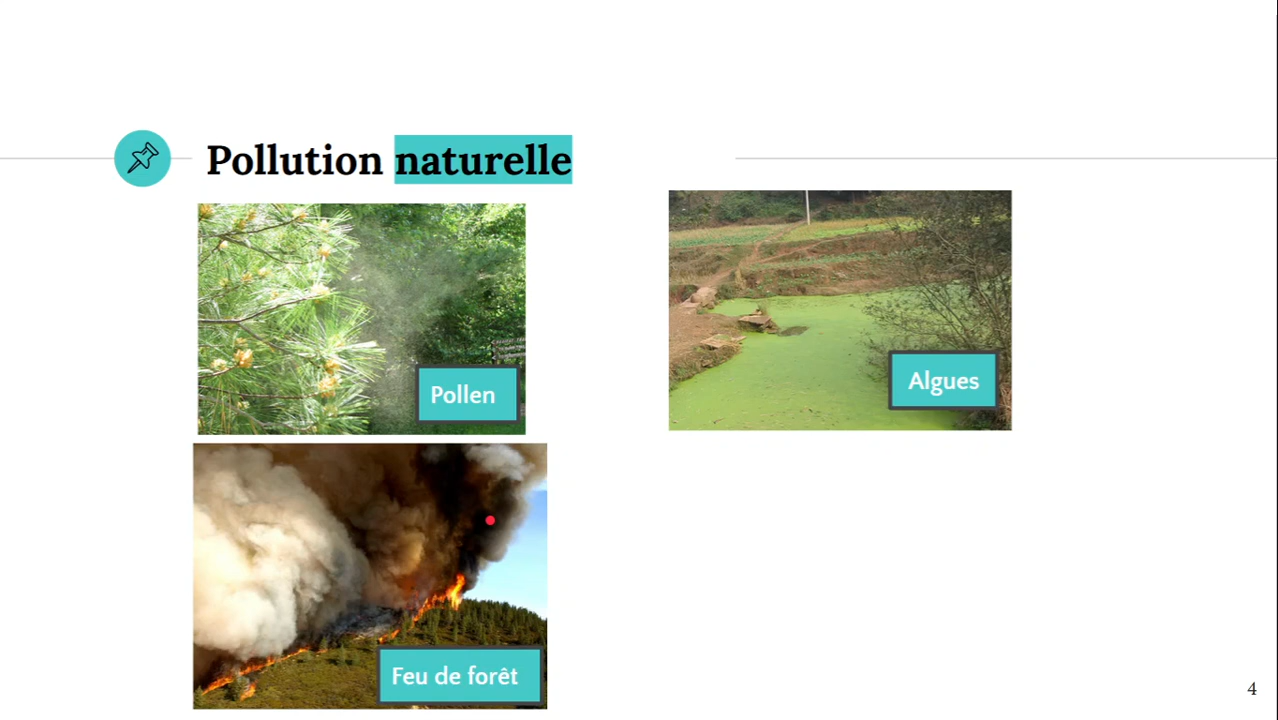 Pollution naturelle
Pollen
Algues
Feu de forêt
4